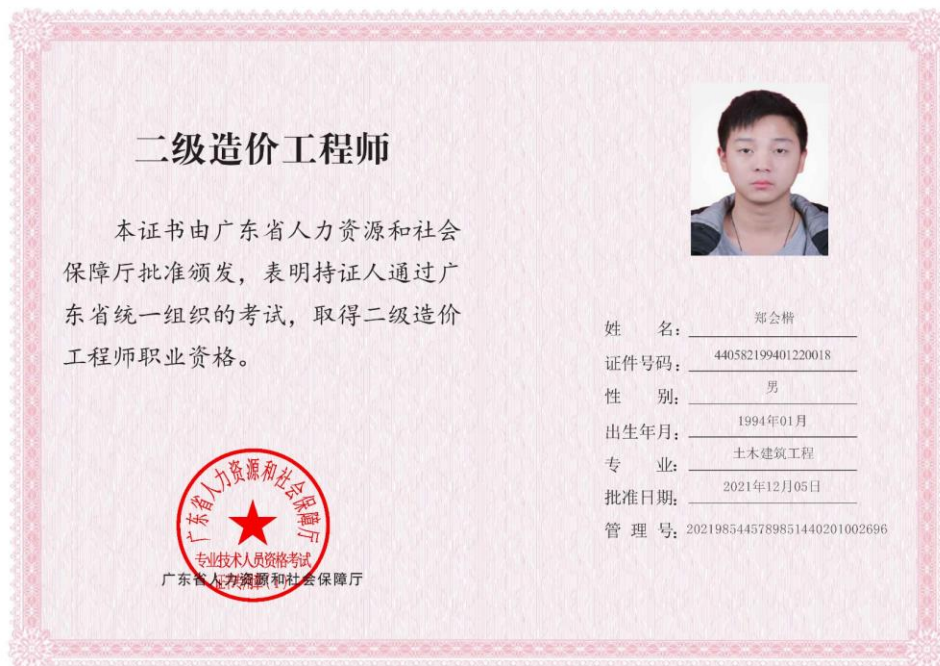 二级造价工程师
本证书由广东省人力资源和社会
保障厅批准颁发，表明持证人通过广
东省统一组织的考试，取得二级造价
工程师职业资格。
广东省人力资源和社会保障厅
专业技术人员资格考试
广东省人力资源和社会保障厅
姓 名：郑会楷
证件号码：440582199401220018
性 别：男
出生年月：1994年01月
专 业：土木建筑工程
批准日期：2021年12月05日
管 理 号：20219854457898514402010026​96